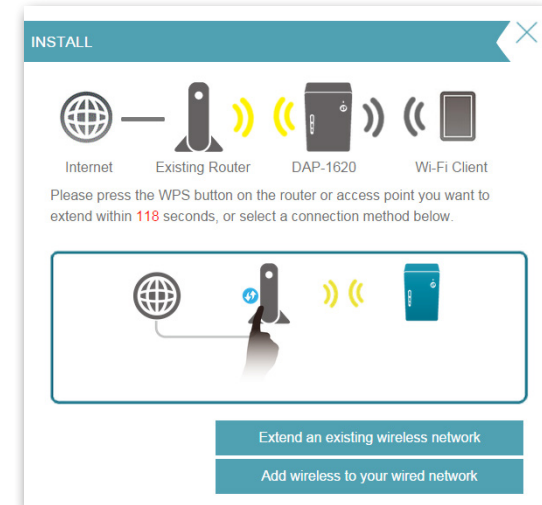 INSTALL
Internet Existing Router DAP-1620 Wi-Fi Client
Please press the WPS button on the router or access point you want to
extend within 118 seconds, or select a connection method below.
Extend an existing wireless network
Add wireless to your wired network